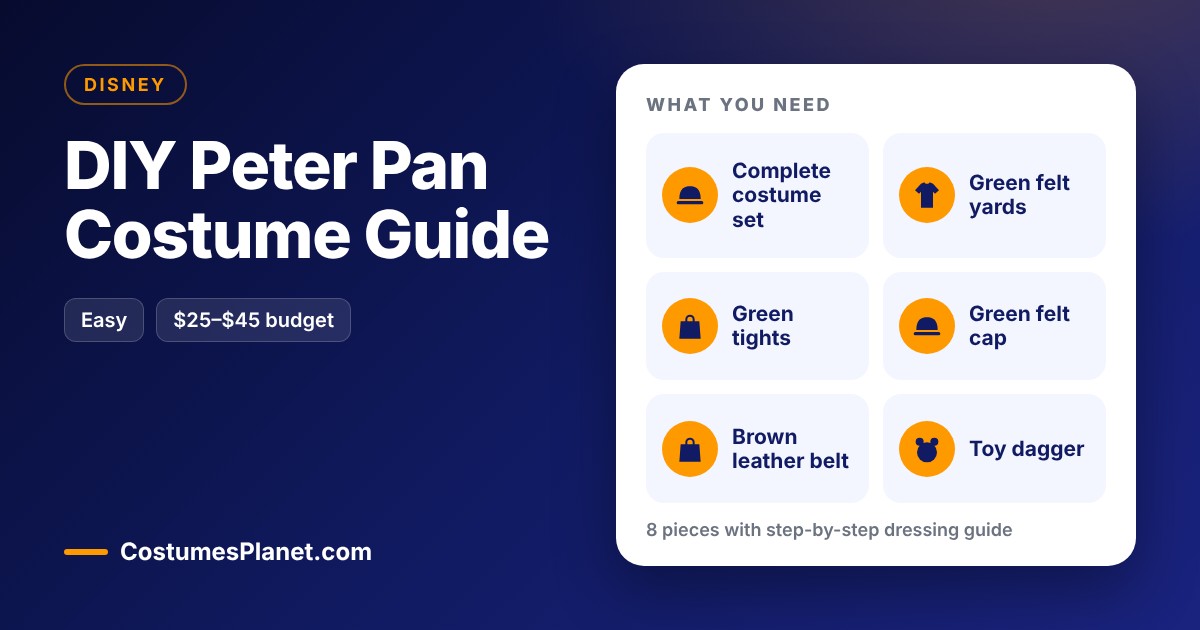 DISNEY
DIY Peter Pan
Costume Guide
Easy
$25–$45 budget
CostumesPlanet.com
WHAT YOU NEED
Complete
costume
set
Green felt
yards
Green
tights
Green felt
cap
Brown
leather belt
Toy dagger
8 pieces with step-by-step dressing guide